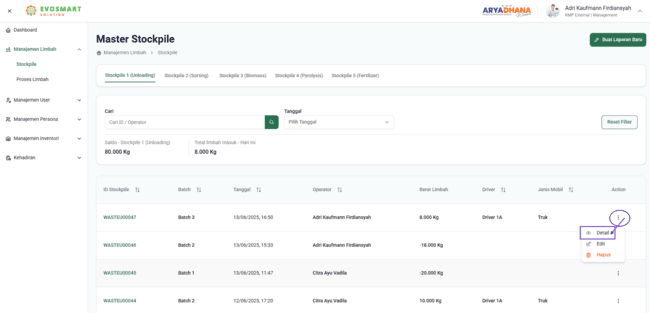 EVOSMART
SOLUTION
ARYADHANA
Adri Kaufmann Firdiansyah
KMP External | Management
Dashboard
Manajemen Limbah
Stockpile
Proses Limbah
Manajemen User
Manajemen Persona
Manajemen Inventori
Kehadiran
Master Stockpile
Manajemen Limbah > Stockpile
Buat Laporan Baru
Stockpile 1 (Unloading) Stockpile 2 (Sorting) Stockpile 3 (Biomass) Stockpile 4 (Pyrolysis) Stockpile 5 (Fertilizer)
Cari Tanggal
Cari ID / Operator Pilih Tanggal Reset Filter
Saldo - Stockpile 1 (Unloading) Total limbah masuk - Hari ini
80.000 Kg 8.000 Kg
ID Stockpile Batch Tanggal Operator Berat Limbah Driver Jenis Mobil Action
WASTEU00047 Batch 3 13/06/2025, 16:50 Adri Kaufmann Firdiansyah 8.000 Kg Driver 1A Truk
Detail
WASTEU00046 Batch 2 13/06/2025, 15:33 Adri Kaufmann Firdiansyah -18.000 Kg
Edit
Hapus
WASTEU00045 Batch 1 13/06/2025, 11:47 Citra Ayu Vadila -20.000 Kg
WASTEU00044 Batch 2 12/06/2025, 17:20 Citra Ayu Vadila 10.000 Kg Driver 1A Truk